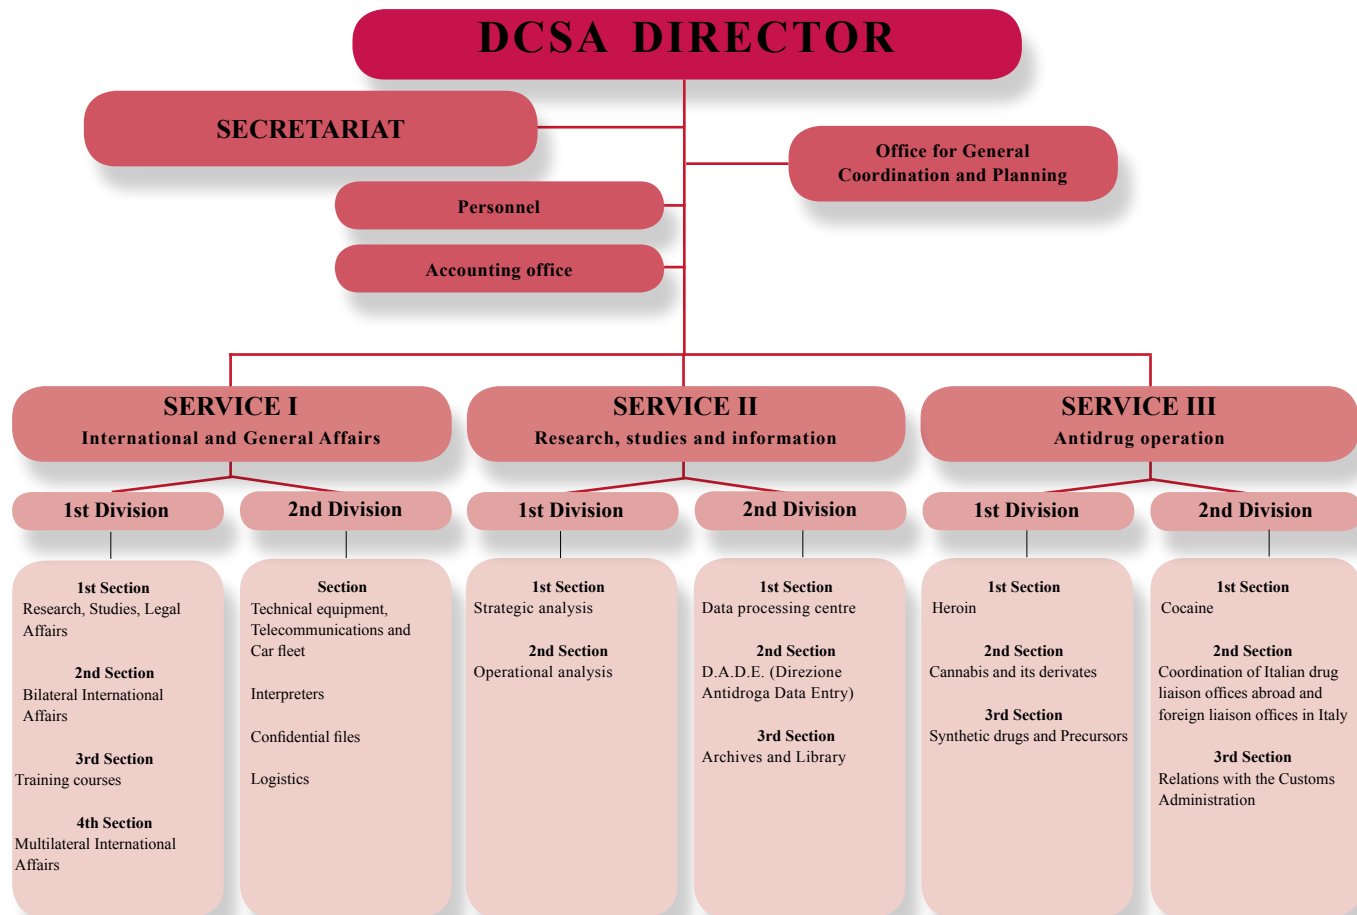 DCSA DIRECTOR
SECRETARIAT
Office for General
Coordination and Planning
Personnel
Accounting office
SERVICE I
International and General Affairs
SERVICE II
Research, studies and information
SERVICE III
Antidrug operation
1st Division
2nd Division
1st Division
2nd Division
1st Division
2nd Division
1st Section
Research, Studies, Legal
Affairs
2nd Section
Bilateral International
Affairs
3rd Section
Training courses
4th Section
Multilateral International
Affairs
Section
Technical equipment,
Telecommunications and
Car fleet
Interpreters
Confidential files
Logistics
1st Section
Strategic analysis
2nd Section
Operational analysis
1st Section
Data processing centre
2nd Section
D.A.D.E. (Direzione
Antidroga Data Entry)
3rd Section
Archives and Library
1st Section
Heroin
2nd Section
Cannabis and its derivates
3rd Section
Synthetic drugs and Precursors
1st Section
Cocaine
2nd Section
Coordination of Italian drug
liaison offices abroad and
foreign liaison offices in Italy
3rd Section
Relations with the Customs
Administration